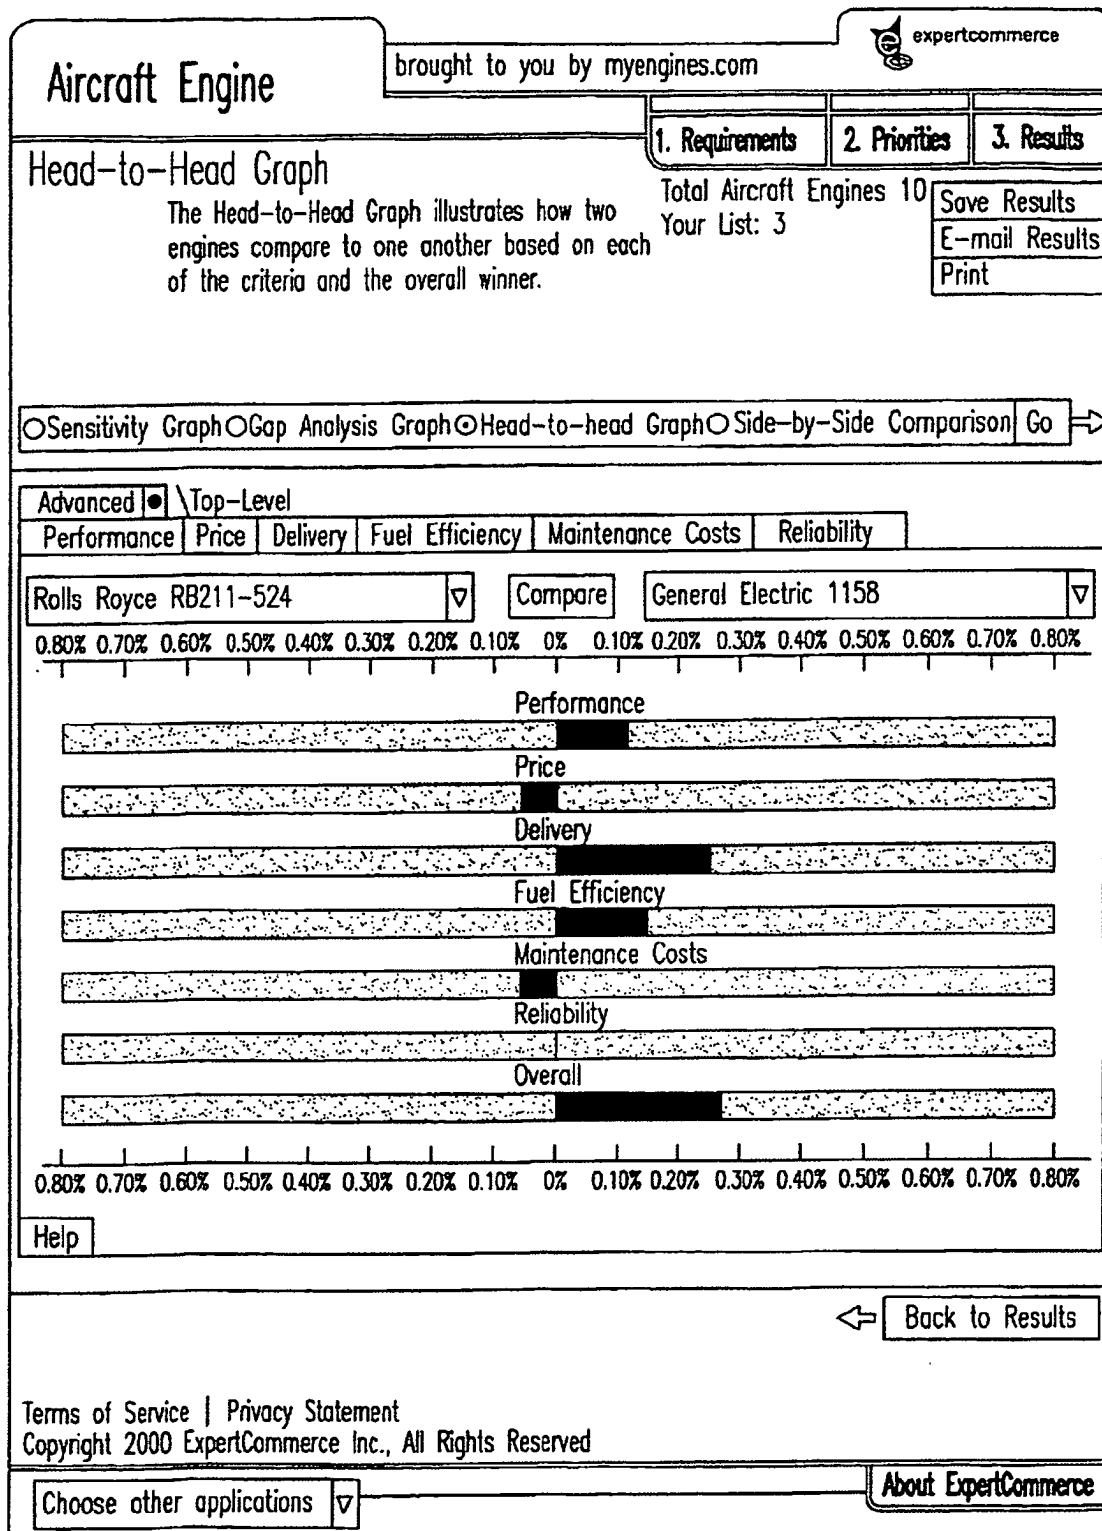 expertcommerce
Aircraft Engine
brought to you by myengines.com
1. Requirements 2. Priorities 3. Results
Head-to-Head Graph
Total Aircraft Engines 10
Your List: 3
Save Results
E-mail Results
Print
The Head-to-Head Graph illustrates how two
engines compare to one another based on each
of the criteria and the overall winner.
Sensitivity Graph Gap Analysis Graph Head-to-head Graph Side-by-Side Comparison Go
Advanced \Top-Level
Performance Price Delivery Fuel Efficiency Maintenance Costs Reliability
Rolls Royce RB211-524 Compare General Electric 1158
0.80% 0.70% 0.60% 0.50% 0.40% 0.30% 0.20% 0.10% 0% 0.10% 0.20% 0.30% 0.40% 0.50% 0.60% 0.70% 0.80%
Performance
Price
Delivery
Fuel Efficiency
Maintenance Costs
Reliability
Overall
0.80% 0.70% 0.60% 0.50% 0.40% 0.30% 0.20% 0.10% 0% 0.10% 0.20% 0.30% 0.40% 0.50% 0.60% 0.70% 0.80%
Help
Back to Results
Terms of Service | Privacy Statement
Copyright 2000 ExpertCommerce Inc., All Rights Reserved
About ExpertCommerce
Choose other applications